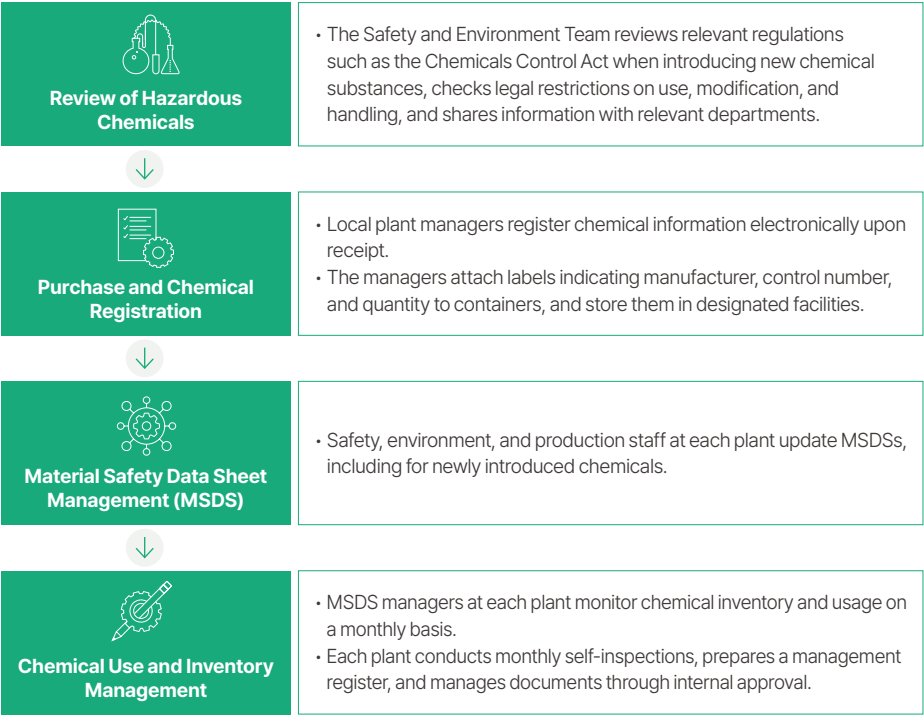 Review of Hazardous
Chemicals
• The Safety and Environment Team reviews relevant regulations
such as the Chemicals Control Act when introducing new chemical
substances, checks legal restrictions on use, modification, and
handling, and shares information with relevant departments.
Purchase and Chemical
Registration
• Local plant managers register chemical information electronically upon
receipt.
• The managers attach labels indicating manufacturer, control number,
and quantity to containers, and store them in designated facilities.
Material Safety Data Sheet
Management (MSDS)
• Safety, environment, and production staff at each plant update MSDSs,
including for newly introduced chemicals.
Chemical Use and Inventory
Management
• MSDS managers at each plant monitor chemical inventory and usage on
a monthly basis.
• Each plant conducts monthly self-inspections, prepares a management
register, and manages documents through internal approval.